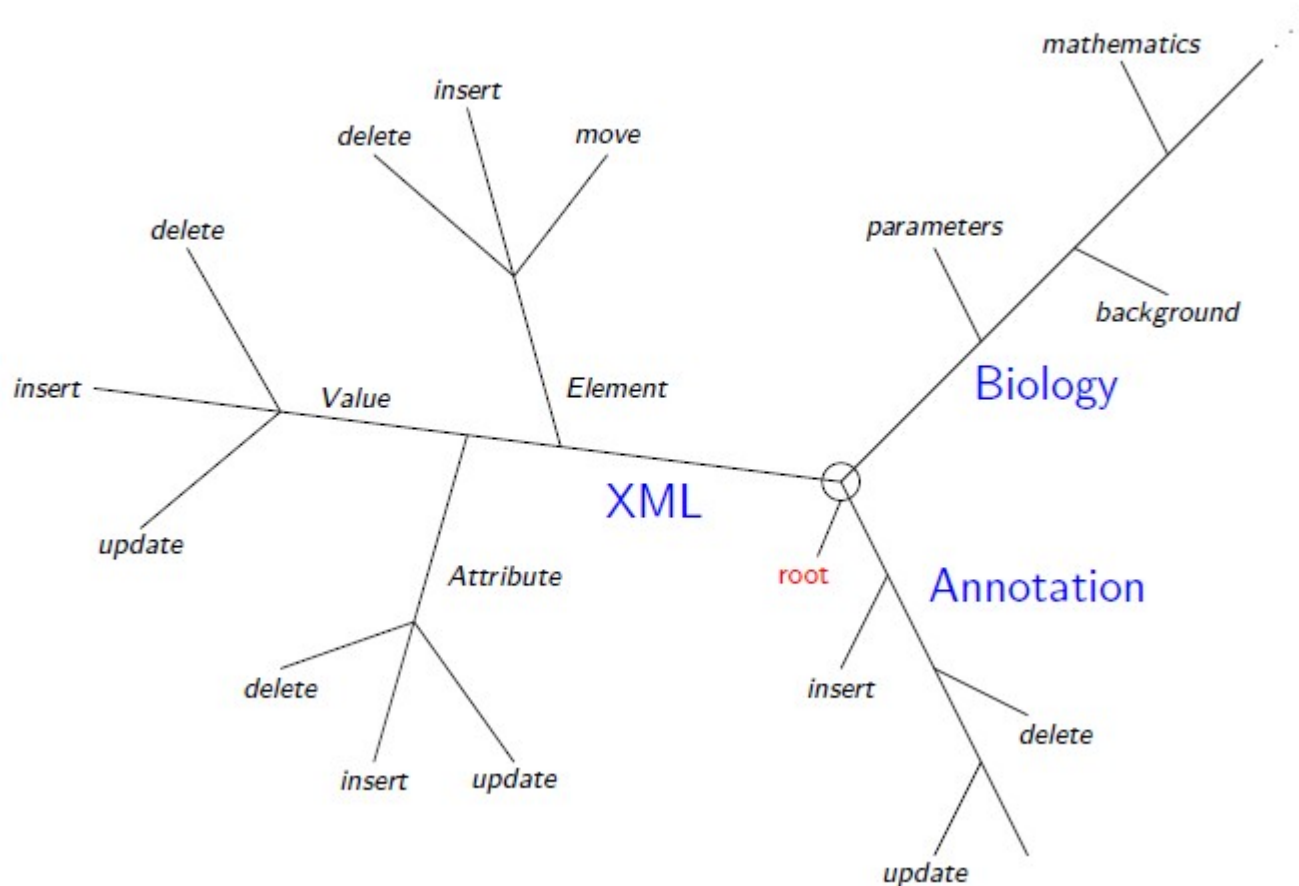 mathematics
insert
delete
move
parameters
delete
background
Biology
insert
Value
Element
XML
update
Attribute
root
Annotation
delete
insert
delete
insert
update
update